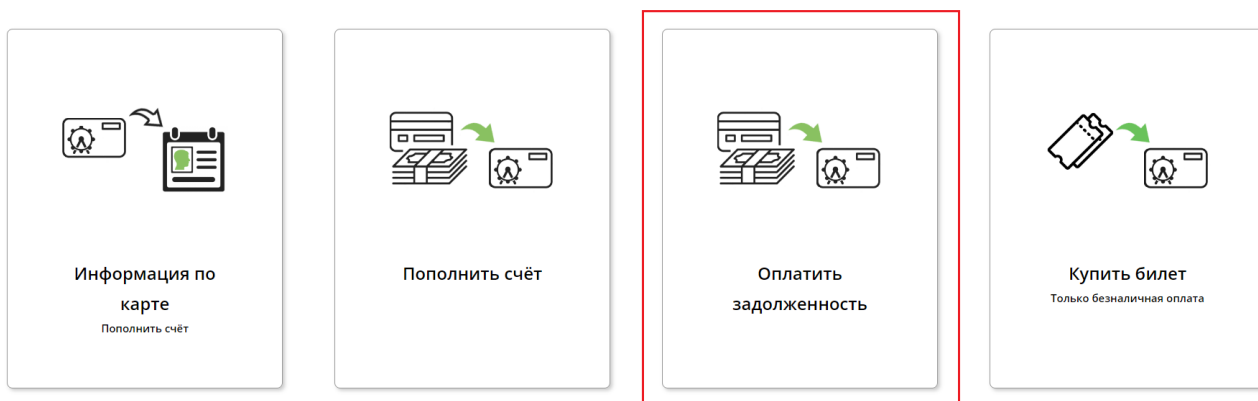 Информация по
карте
Пополнить счёт
Пополнить счёт
Оплатить
задолженность
Купить билет
Только безналичная оплата